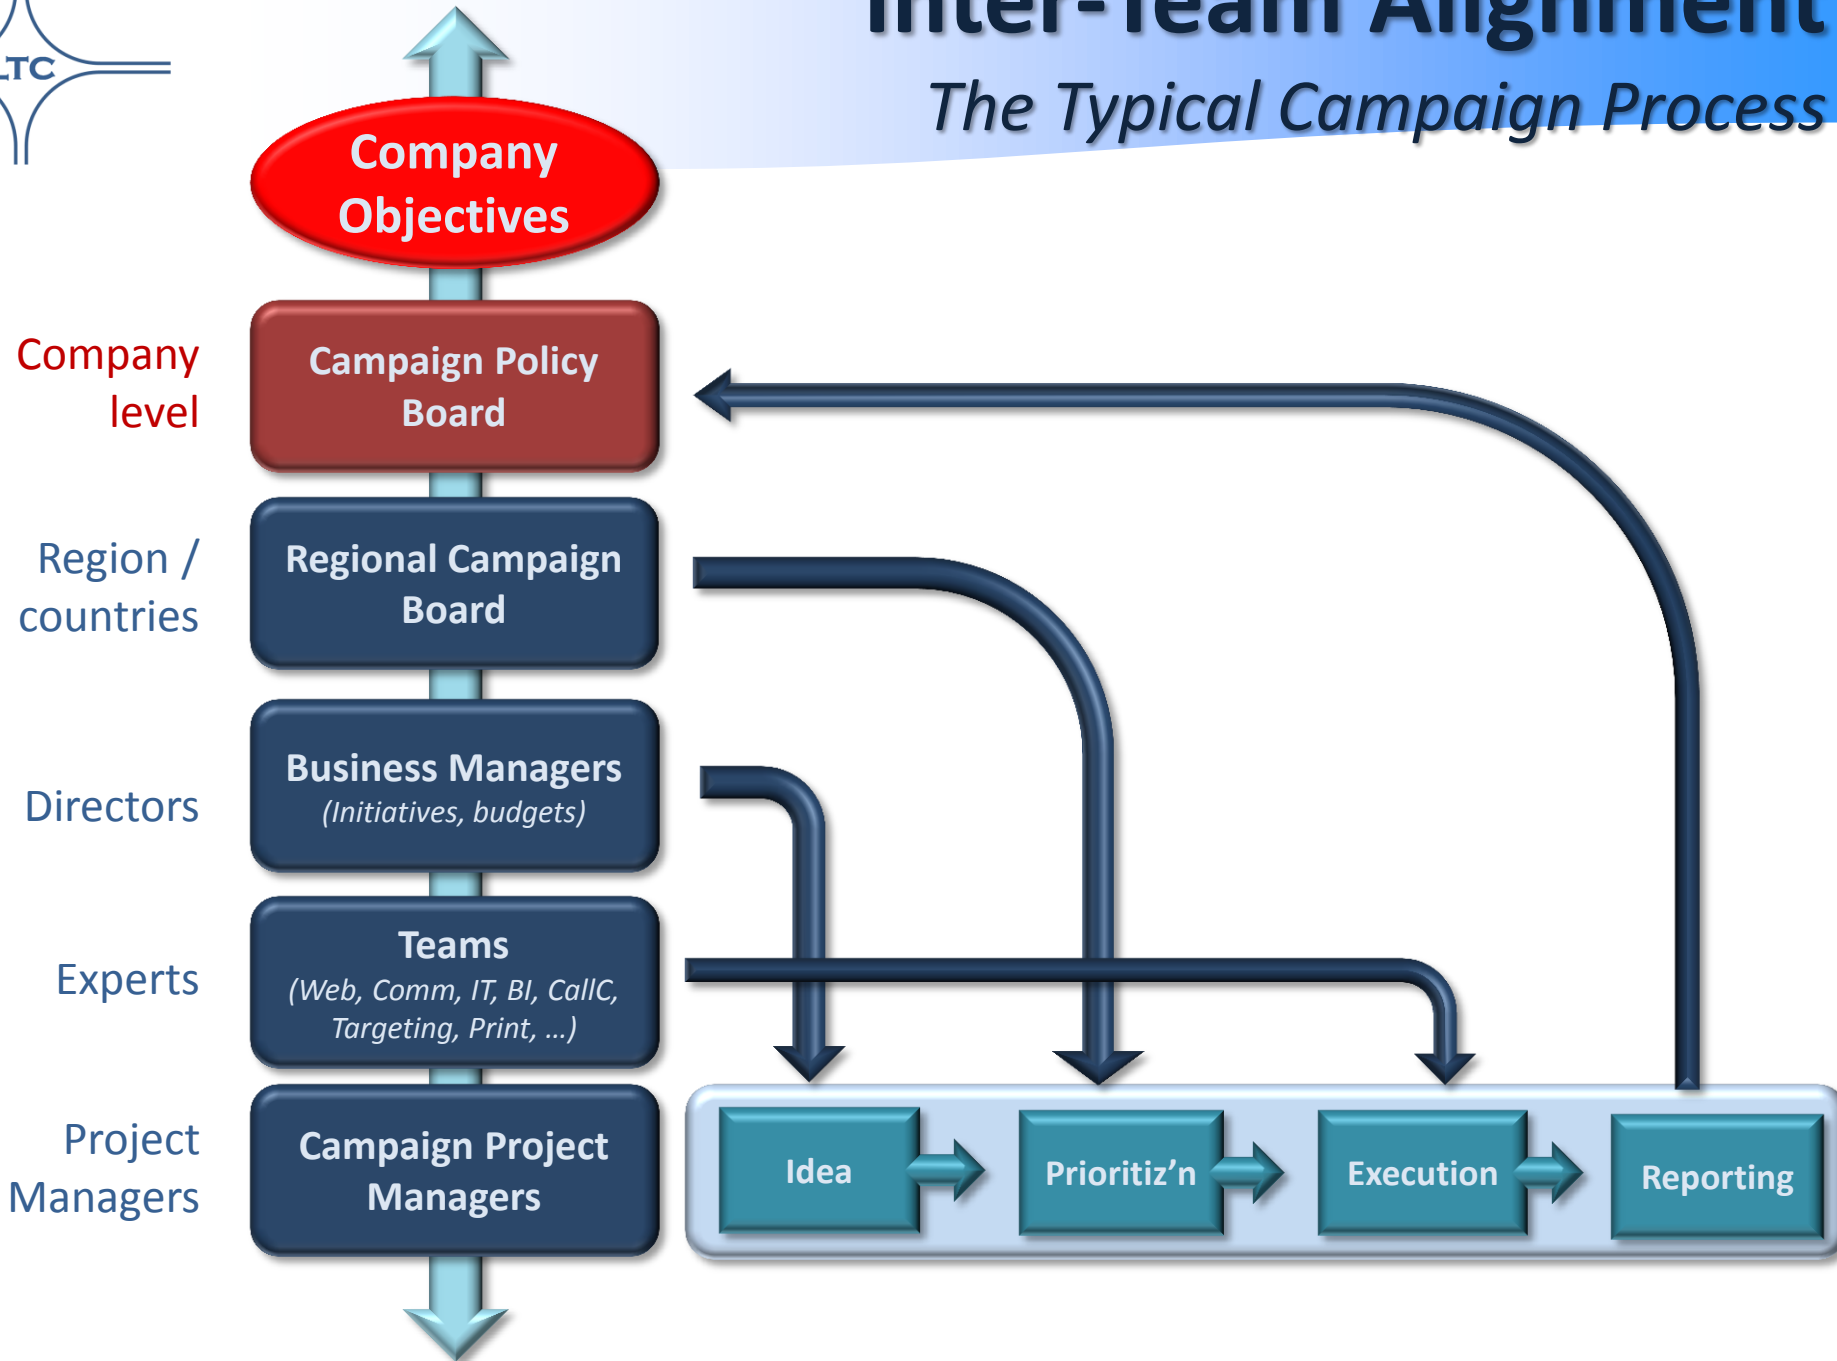 LTC
Inter-Team Alignment
The Typical Campaign Process
Company
Objectives
Company
level
Campaign Policy
Board
Region /
countries
Regional Campaign
Board
Directors
Business Managers
(Initiatives, budgets)
Experts
Teams
(Web, Comm, IT, BI, CallC,
Targeting, Print, ...)
Project
Managers
Campaign Project
Managers
Idea
Prioritiz’n
Execution
Reporting